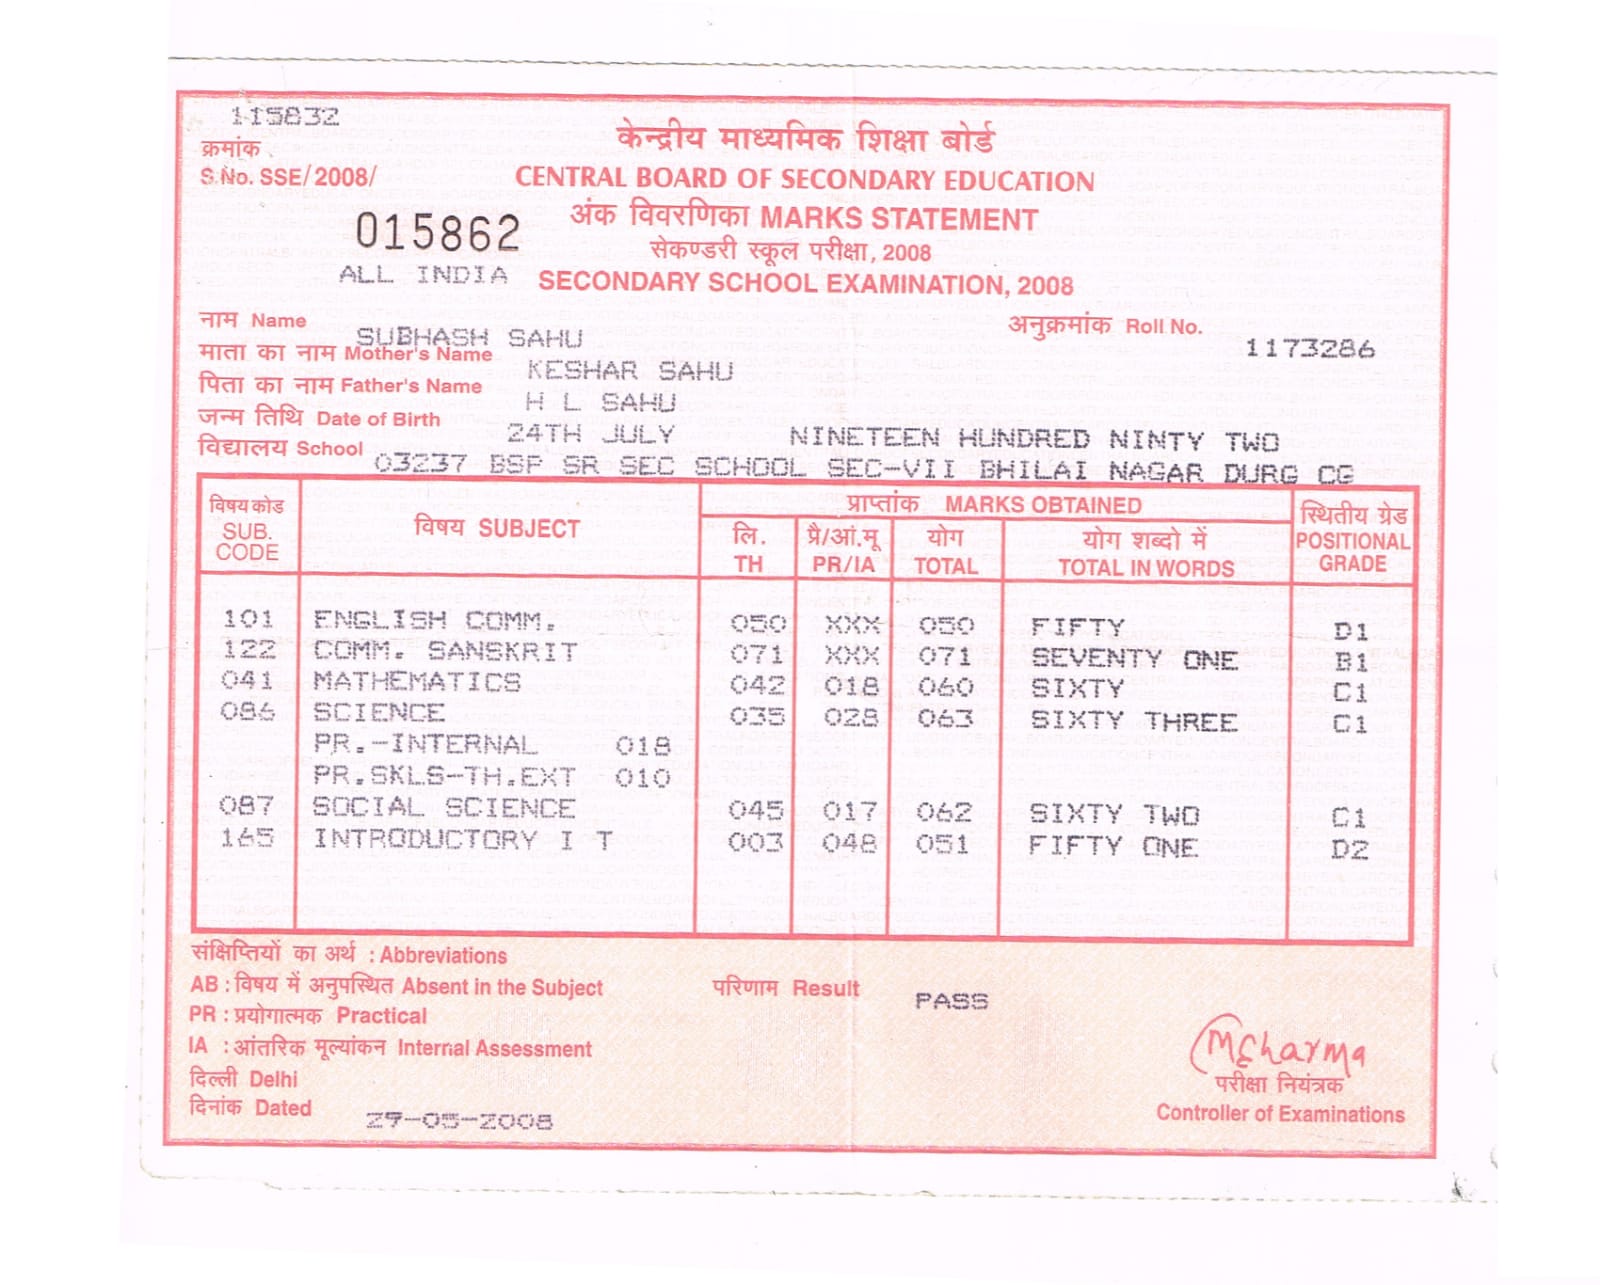 115832
क्रमांक
S.No. SSE/2008/
015862
ALL INDIA
केन्द्रीय माध्यमिक शिक्षा बोर्ड
CENTRAL BOARD OF SECONDARY EDUCATION
अंक विवरणिका MARKS STATEMENT
सेकण्डरी स्कूल परीक्षा, 2008
SECONDARY SCHOOL EXAMINATION, 2008
नाम Name SUBHASH SAHU अनुक्रमांक Roll No. 1173286
माता का नाम Mother's Name KESHAR SAHU
पिता का नाम Father's Name H L SAHU
जन्म तिथि Date of Birth 24TH JULY NINETEEN HUNDRED NINTY TWO
विद्यालय School 03237 BSP SR SEC SCHOOL SEC-VII BHILAI NAGAR DURG CG
विषय कोड SUB. CODE विषय SUBJECT प्राप्तांक MARKS OBTAINED स्थितीय ग्रेड POSITIONAL GRADE
लि. TH प्रै/आं.मू PR/IA योग TOTAL योग शब्दो में TOTAL IN WORDS
101 ENGLISH COMM. 050 XXX 050 FIFTY D1
122 COMM. SANSKRIT 071 XXX 071 SEVENTY ONE B1
041 MATHEMATICS 042 018 060 SIXTY C1
086 SCIENCE 035 028 063 SIXTY THREE C1
PR.-INTERNAL 018
PR.SKLS-TH.EXT 010
087 SOCIAL SCIENCE 045 017 062 SIXTY TWO C1
165 INTRODUCTORY I T 003 048 051 FIFTY ONE D2
संक्षिप्तियों का अर्थ : Abbreviations
AB : विषय में अनुपस्थित Absent in the Subject
परिणाम Result PASS
PR : प्रयोगात्मक Practical
IA : आंतरिक मूल्यांकन Internal Assessment
दिल्ली Delhi
दिनांक Dated 29-05-2008
परीक्षा नियंत्रक
Controller of Examinations